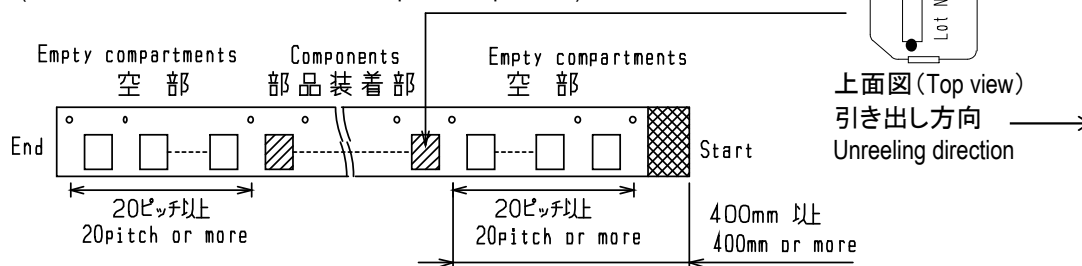 Lot N
Empty compartments
空 部
Components
部品装着部
Empty compartments
空 部
上面図(Top view)
引き出し方向
Unreeling direction
End
Start
20ピッチ以上
20pitch or more
20ピッチ以上
20pitch or more
400mm 以上
400mm or more